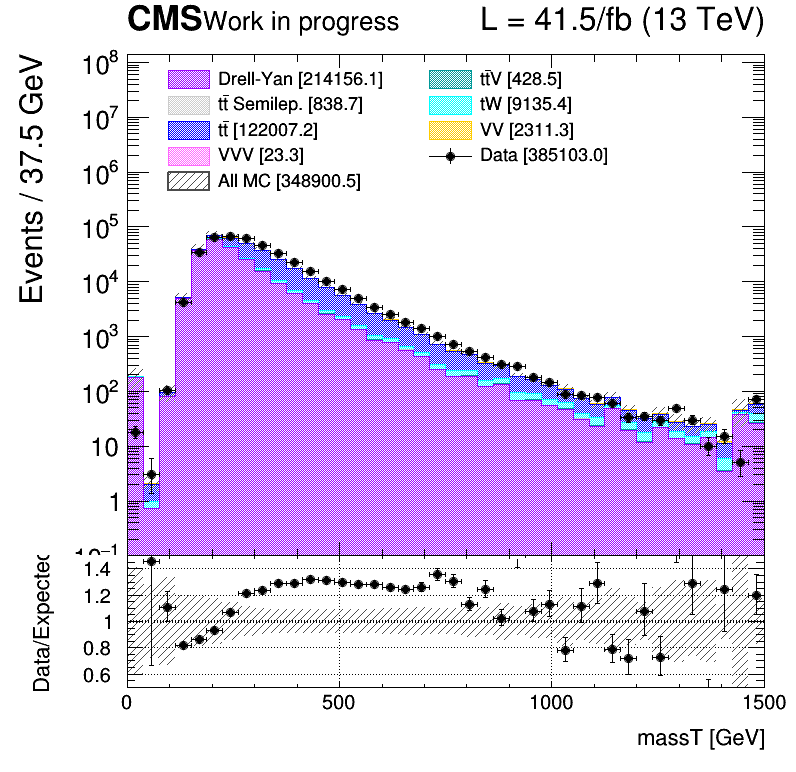 CMS Work in progress L = 41.5/fb (13 TeV)
Events / 37.5 GeV
10⁸
10⁷
10⁶
10⁵
10⁴
10³
10²
10
1
10⁻¹
Drell-Yan [214156.1]
tt̄ Semilep. [838.7]
tt̄ [122007.2]
VVV [23.3]
All MC [348900.5]
tt̄V [428.5]
tW [9135.4]
VV [2311.3]
Data [385103.0]
Data/Expected
1.4
1.2
1
0.8
0.6
0 500 1000 1500
massT [GeV]